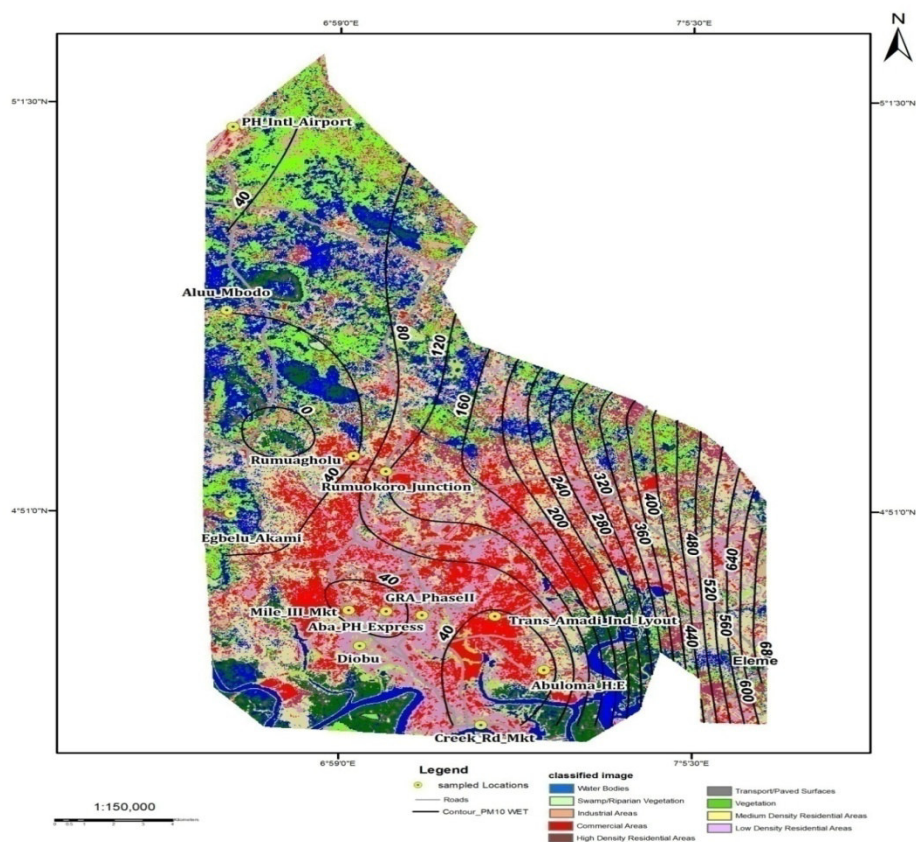 N
6°59'0"E
7°5'30"E
5°1'30"N
5°1'30"N
PH_Intl_Airport
40
Aluu_Mbodo
80
120
160
0
Rumuagholu
40
Rumuokoro_Junction
240
320
400
200
280
360
480
640
4°51'0"N
4°51'0"N
Egbelu_Akami
520
560
440
600
68
40
GRA_PhaseII
Mile_III_Mkt
Aba_PH_Express
40
Trans_Amadi_Ind_Lyout
Diobu
Eleme
Abuloma_H.E
Creek_Rd_Mkt
6°59'0"E
7°5'30"E
1:150,000
Legend
sampled Locations
Roads
Contour_PM10 WET
classified image
Water Bodies
Swamp/Riparian Vegetation
Industrial Areas
Commercial Areas
High Density Residential Areas
Transport/Paved Surfaces
Vegetation
Medium Density Residential Areas
Low Density Residential Areas